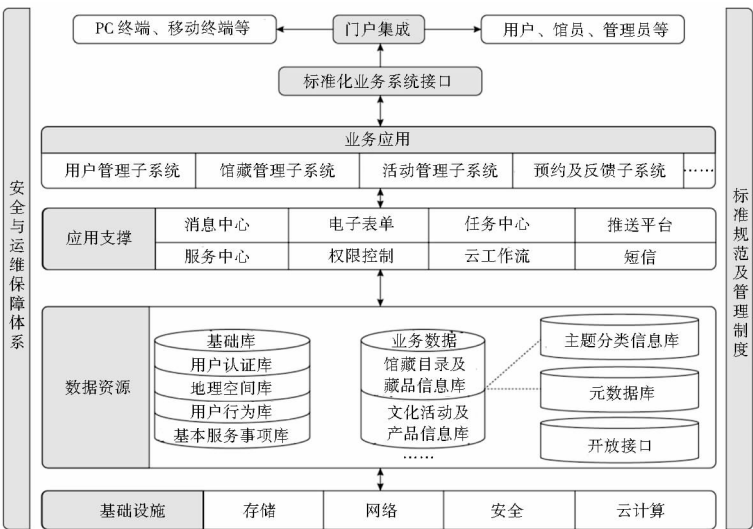 PC 终端、移动终端等
门户集成
用户、馆员、管理员等
标准化业务系统接口
业务应用
用户管理子系统
馆藏管理子系统
活动管理子系统
预约及反馈子系统
……
应用支撑
消息中心
电子表单
任务中心
推送平台
服务中心
权限控制
云工作流
短信
数据资源
基础库
用户认证库
地理空间库
用户行为库
基本服务事项库
业务数据
馆藏目录及
藏品信息库
文化活动及
产品信息库
……
主题分类信息库
元数据库
开放接口
基础设施
存储
网络
安全
云计算
安全与运维保障体系
标准规范及管理制度